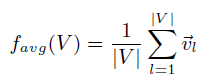 f_{avg}(V) = \frac{1}{|V|} \sum_{l=1}^{|V|} \vec{v}_l